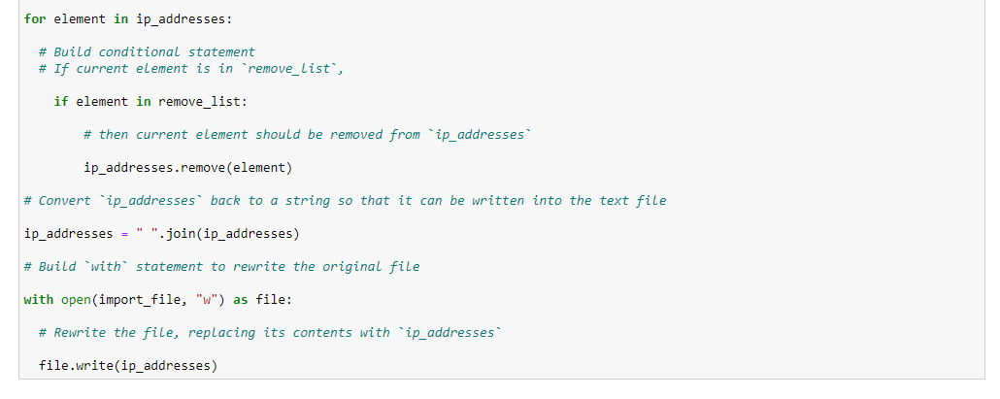 for element in ip_addresses:
# Build conditional statement
# If current element is in `remove_list`,
if element in remove_list:
# then current element should be removed from `ip_addresses`
ip_addresses.remove(element)
# Convert `ip_addresses` back to a string so that it can be written into the text file
ip_addresses = " ".join(ip_addresses)
# Build `with` statement to rewrite the original file
with open(import_file, "w") as file:
# Rewrite the file, replacing its contents with `ip_addresses`
file.write(ip_addresses)